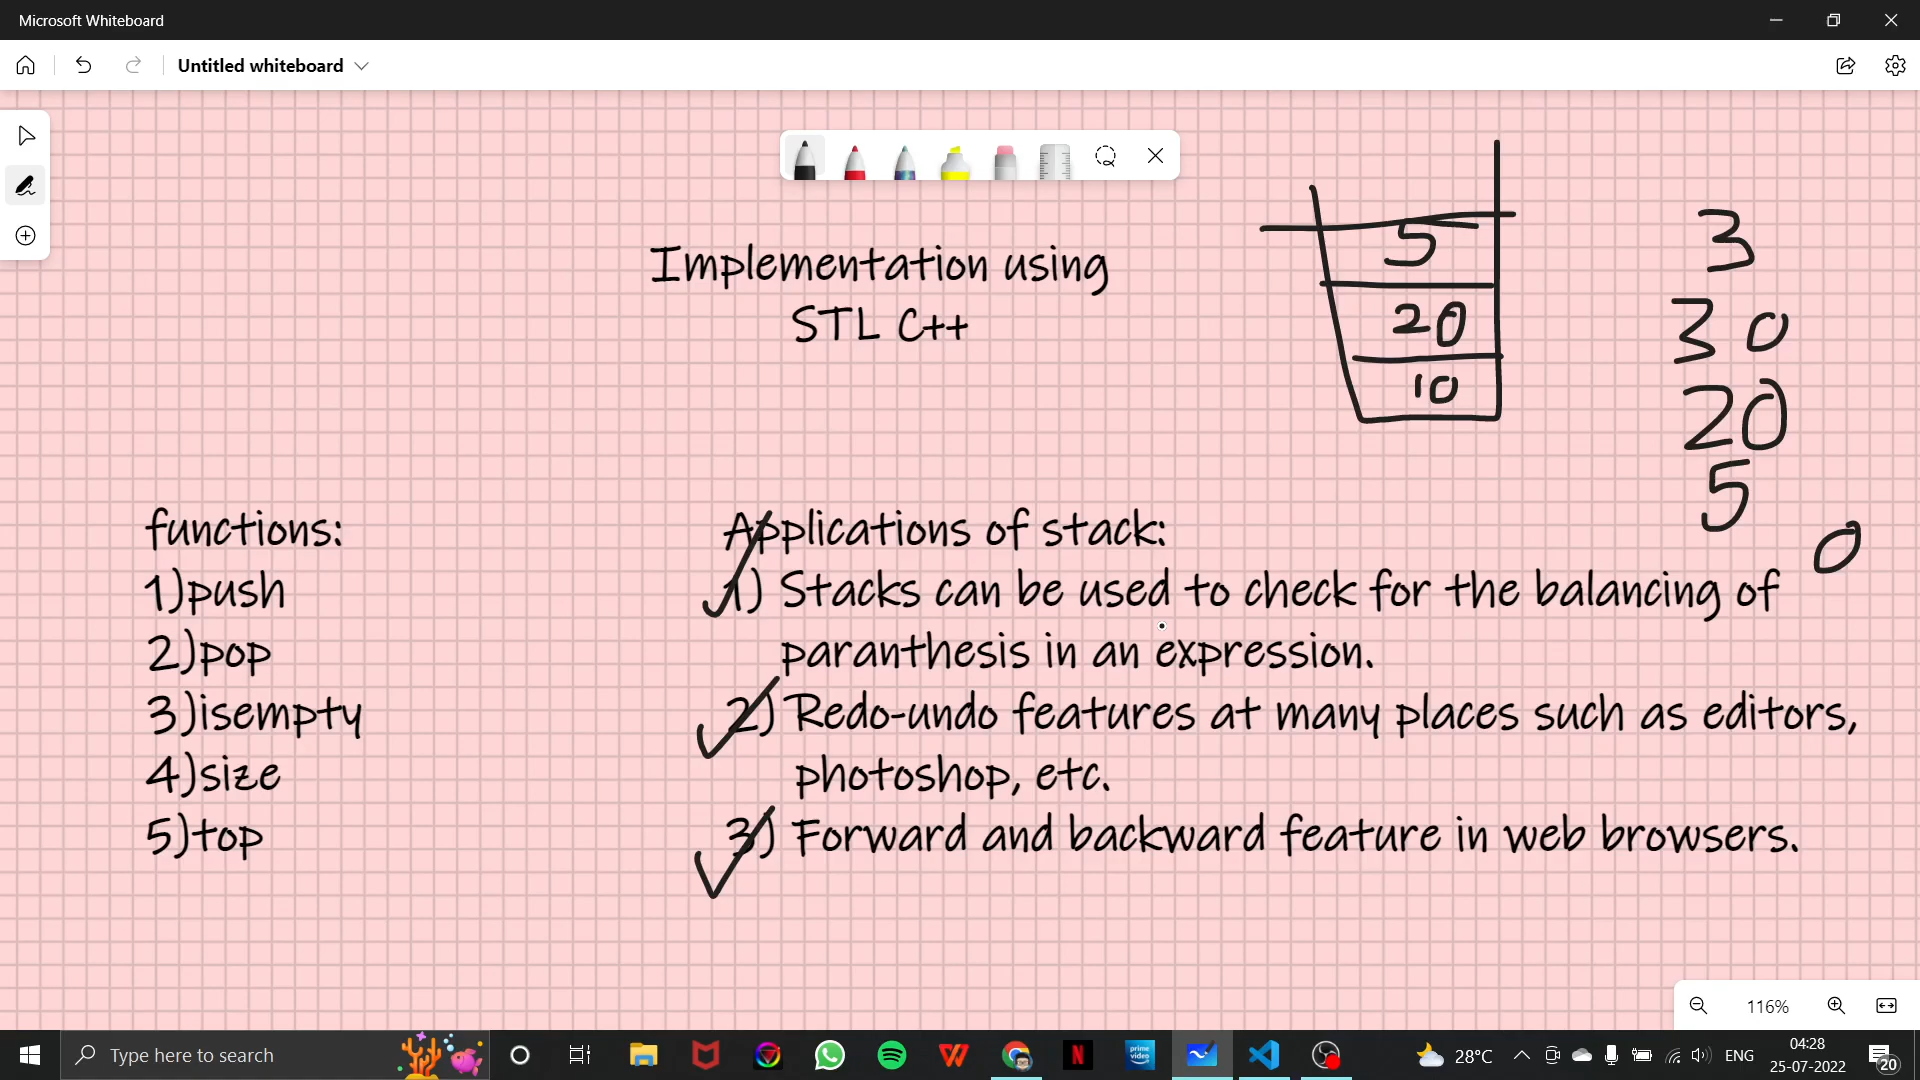 Microsoft Whiteboard
Untitled whiteboard
Implementation using
STL C++
5
20
10
3
30
20
5
0
functions:
1)push
2)pop
3)isempty
4)size
5)top
Applications of stack:
1) Stacks can be used to check for the balancing of
paranthesis in an expression.
2) Redo-undo features at many places such as editors,
photoshop, etc.
3) Forward and backward feature in web browsers.
116%
Type here to search
prime video
28°C
ENG
04:28
25-07-2022
20